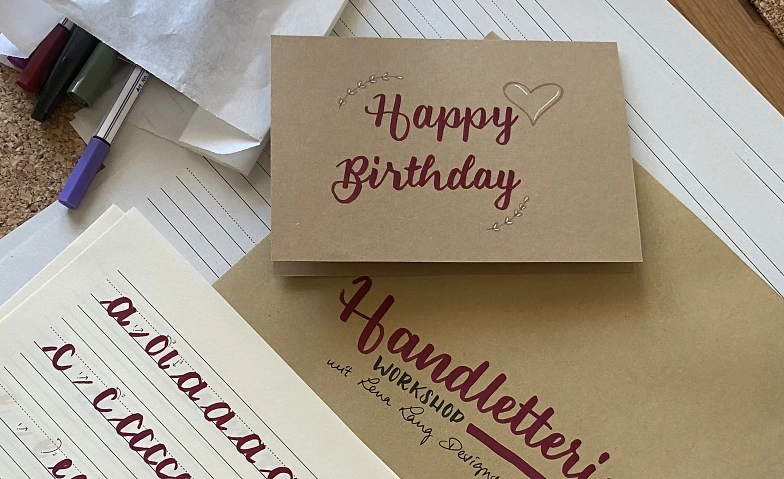 Happy
Birthday
Handletteri
WORKSHOP
mit Lena Lang Design
a a a a a a
c c c c c c c
e